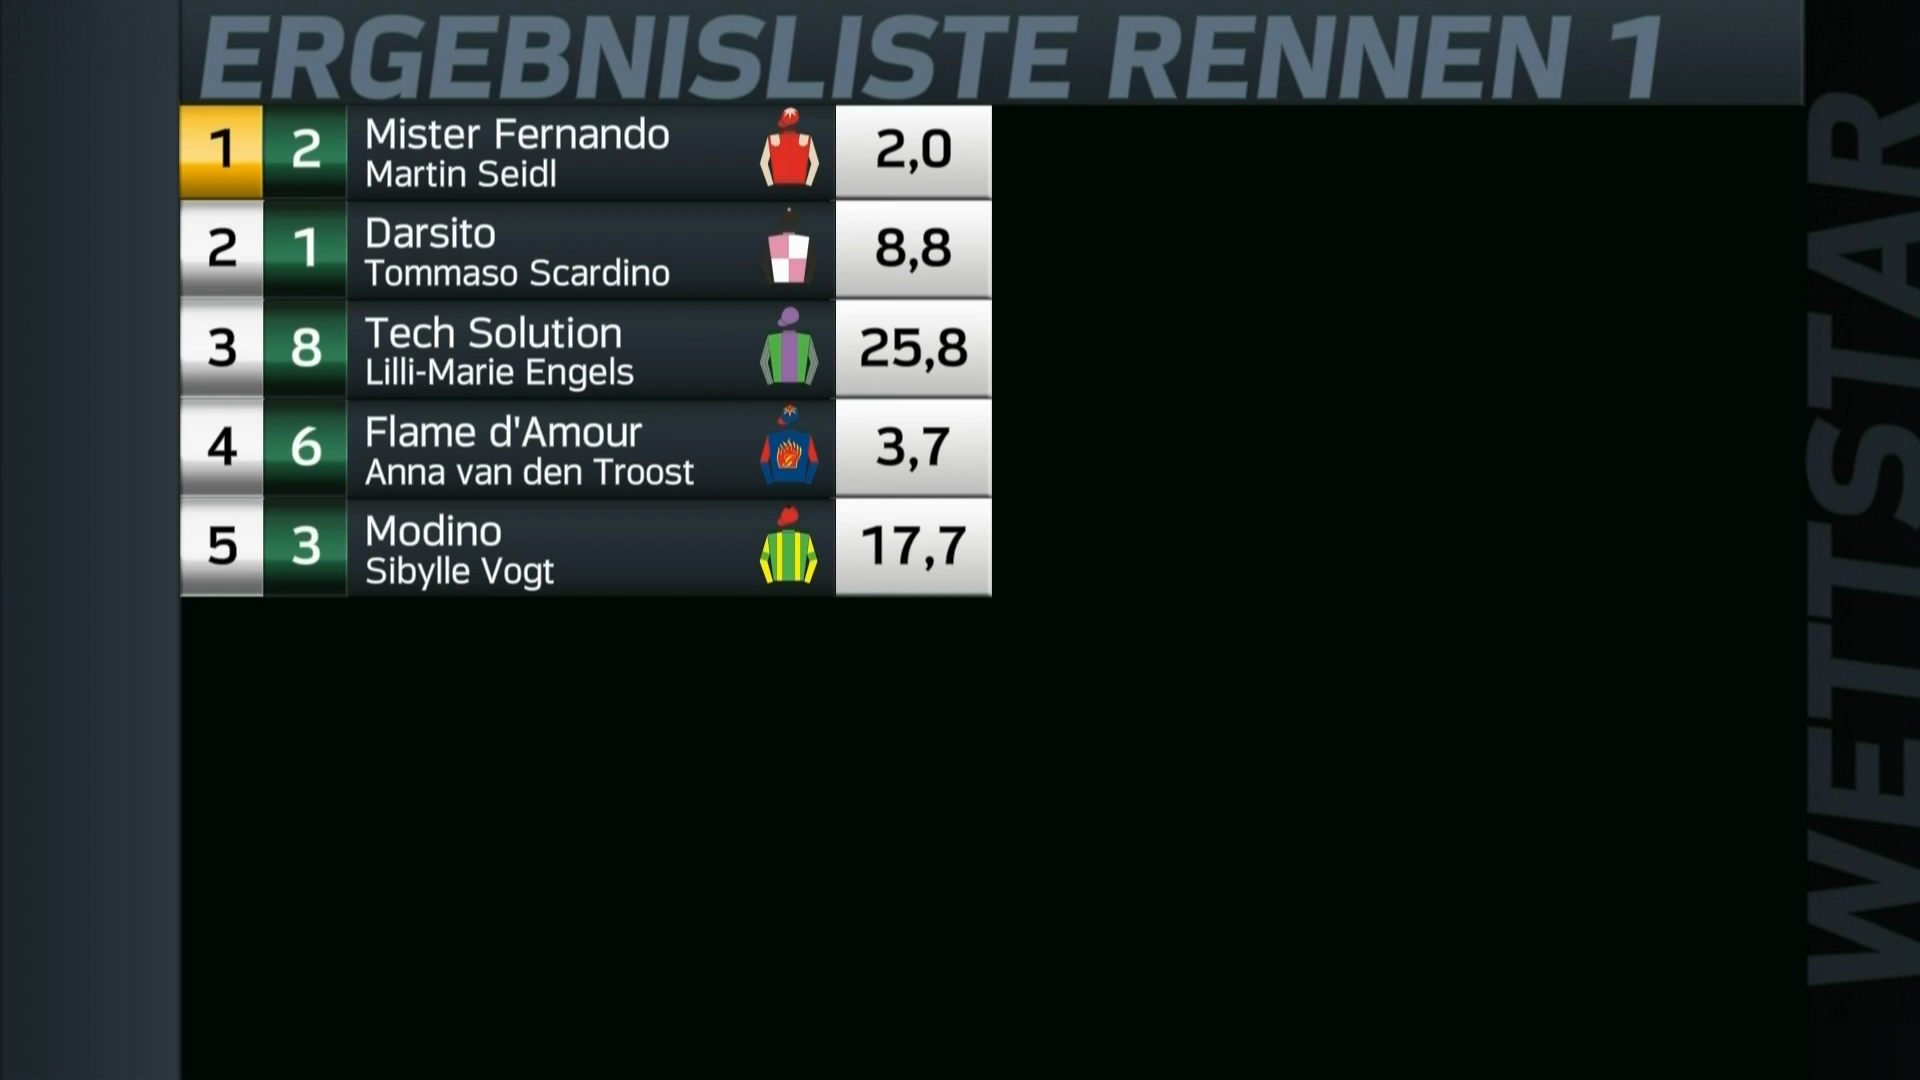 ERGEBNISLISTE RENNEN 1
1 2 Mister Fernando 2,0
Martin Seidl
2 1 Darsito 8,8
Tommaso Scardino
3 8 Tech Solution 25,8
Lilli-Marie Engels
4 6 Flame d'Amour 3,7
Anna van den Troost
5 3 Modino 17,7
Sibylle Vogt
WETTSTAR